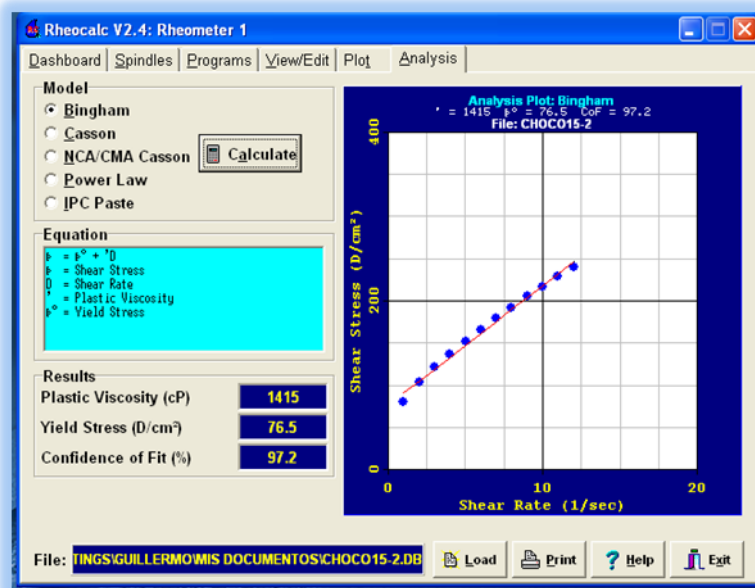 Rheocalc V2.4: Rheometer 1
Dashboard Spindles Programs View/Edit Plot Analysis
Model
Bingham
Casson
NCA/CMA Casson
Power Law
IPC Paste
Calculate
Equation
= Shear Stress
D = Shear Rate
' = Plastic Viscosity
= Yield Stress
Results
Plastic Viscosity (cP) 1415
Yield Stress (D/cm²) 76.5
Confidence of Fit (%) 97.2
Analysis Plot: Bingham
' = 1415 = 76.5 CoF = 97.2
File: CHOCO15-2
Shear Stress (D/cm²)
400
200
0
0 10 20
Shear Rate (1/sec)
File: TINGS\GUILLERMO\MIS DOCUMENTOS\CHOCO15-2.DB Load Print Help Exit